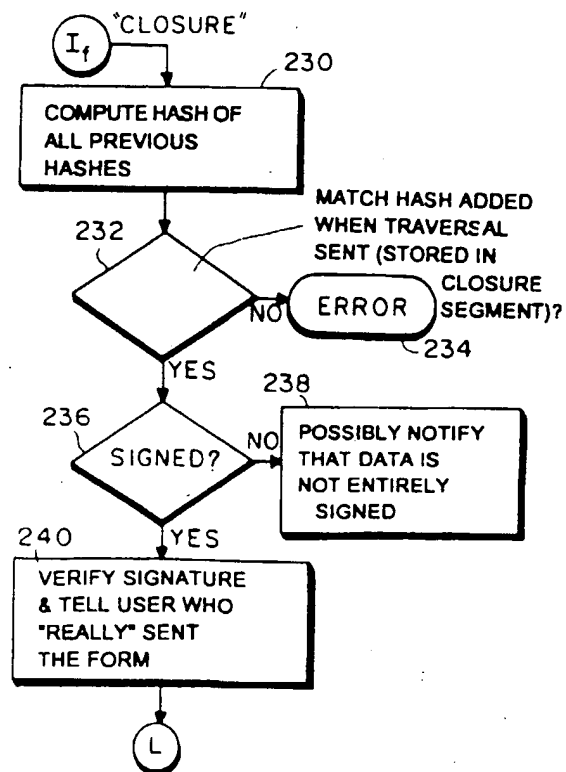 "CLOSURE"
If
230
COMPUTE HASH OF
ALL PREVIOUS
HASHES
232
MATCH HASH ADDED
WHEN TRAVERSAL
SENT (STORED IN
CLOSURE
SEGMENT)?
NO
ERROR
234
YES
236
SIGNED?
NO
238
POSSIBLY NOTIFY
THAT DATA IS
NOT ENTIRELY
SIGNED
YES
240
VERIFY SIGNATURE
& TELL USER WHO
"REALLY" SENT
THE FORM
L